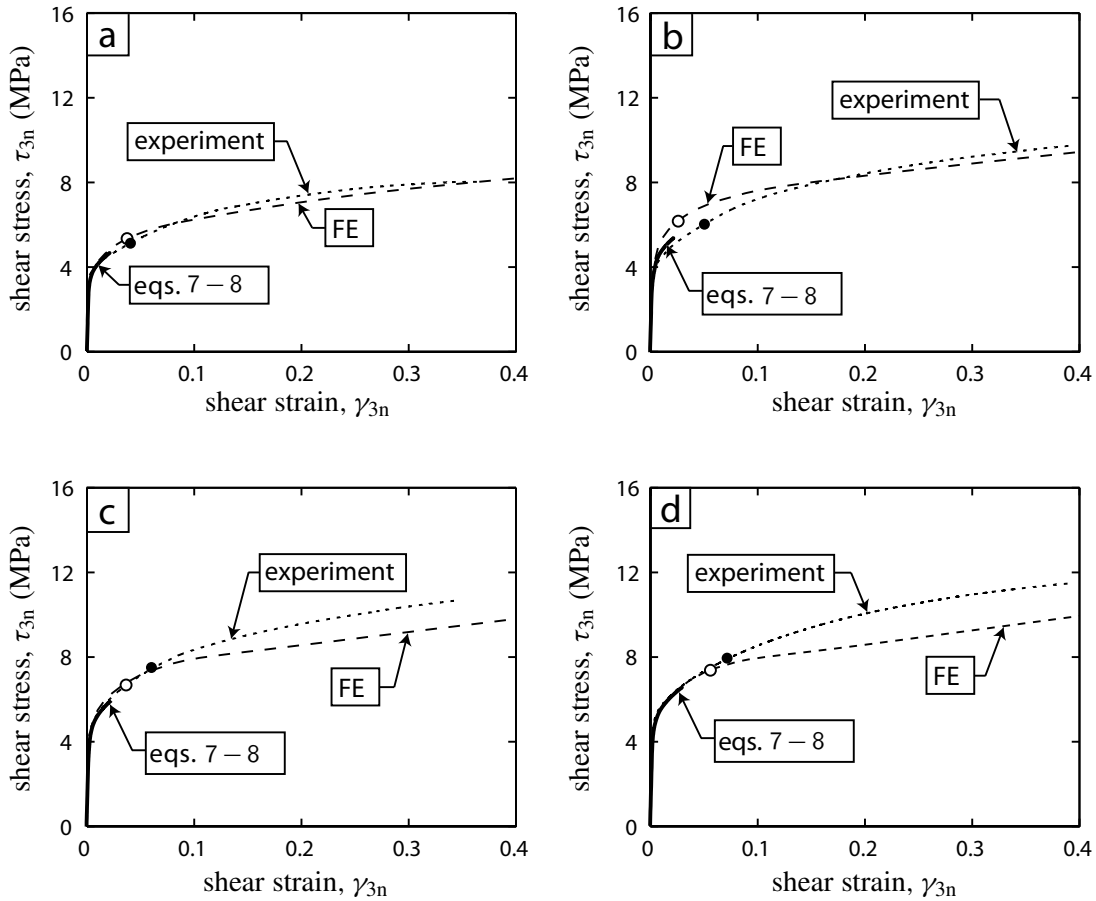 a
16
12
8
4
0
shear stress, τ3n (MPa)
experiment
FE
eqs. 7 – 8
0 0.1 0.2 0.3 0.4
shear strain, γ3n
b
16
12
8
4
0
shear stress, τ3n (MPa)
experiment
FE
eqs. 7 – 8
0 0.1 0.2 0.3 0.4
shear strain, γ3n
c
16
12
8
4
0
shear stress, τ3n (MPa)
experiment
FE
eqs. 7 – 8
0 0.1 0.2 0.3 0.4
shear strain, γ3n
d
16
12
8
4
0
shear stress, τ3n (MPa)
experiment
FE
eqs. 7 – 8
0 0.1 0.2 0.3 0.4
shear strain, γ3n